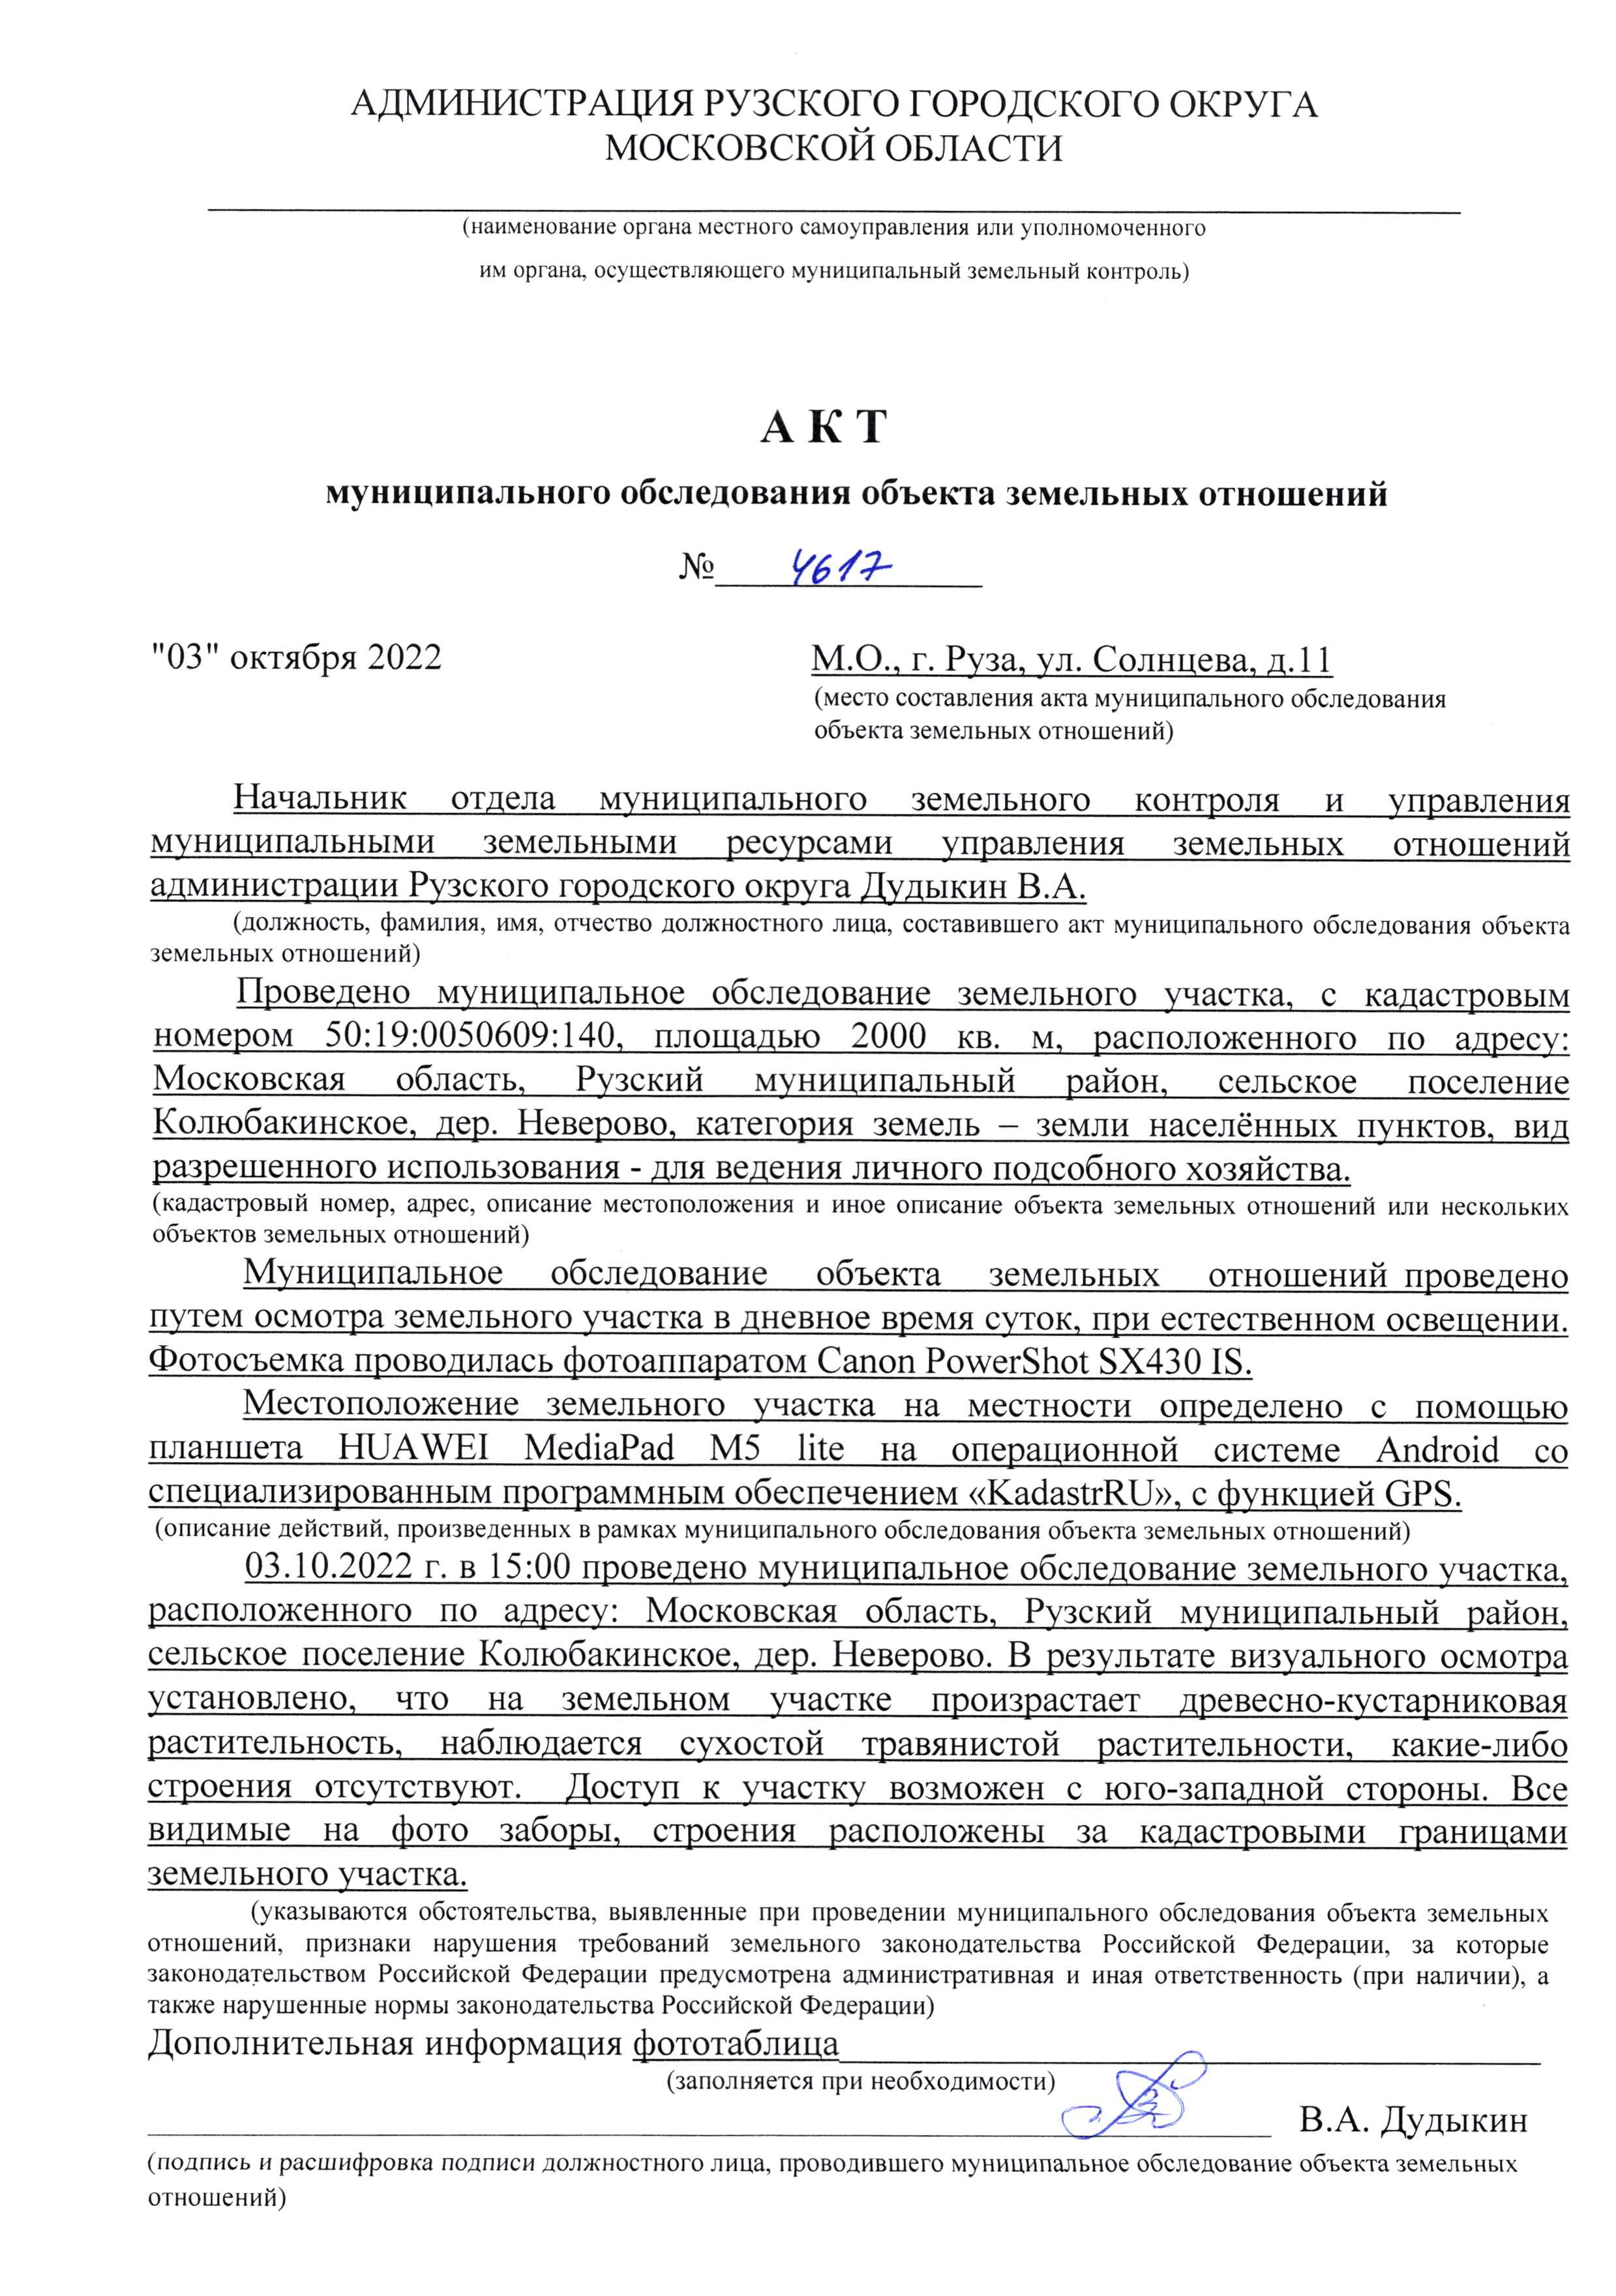 АДМИНИСТРАЦИЯ РУЗСКОГО ГОРОДСКОГО ОКРУГА
МОСКОВСКОЙ ОБЛАСТИ
(наименование органа местного самоуправления или уполномоченного
им органа, осуществляющего муниципальный земельный контроль)
А К Т
муниципального обследования объекта земельных отношений
№ 4617
"03" октября 2022
М.О., г. Руза, ул. Солнцева, д.11
(место составления акта муниципального обследования
объекта земельных отношений)
Начальник отдела муниципального земельного контроля и управления
муниципальными земельными ресурсами управления земельных отношений
администрации Рузского городского округа Дудыкин В.А.
(должность, фамилия, имя, отчество должностного лица, составившего акт муниципального обследования объекта
земельных отношений)
Проведено муниципальное обследование земельного участка, с кадастровым
номером 50:19:0050609:140, площадью 2000 кв. м, расположенного по адресу:
Московская область, Рузский муниципальный район, сельское поселение
Колюбакинское, дер. Неверово, категория земель – земли населённых пунктов, вид
разрешенного использования - для ведения личного подсобного хозяйства.
(кадастровый номер, адрес, описание местоположения и иное описание объекта земельных отношений или нескольких
объектов земельных отношений)
Муниципальное обследование объекта земельных отношений проведено
путем осмотра земельного участка в дневное время суток, при естественном освещении.
Фотосъемка проводилась фотоаппаратом Canon PowerShot SX430 IS.
Местоположение земельного участка на местности определено с помощью
планшета HUAWEI MediaPad M5 lite на операционной системе Android со
специализированным программным обеспечением «KadastrRU», с функцией GPS.
(описание действий, произведенных в рамках муниципального обследования объекта земельных отношений)
03.10.2022 г. в 15:00 проведено муниципальное обследование земельного участка,
расположенного по адресу: Московская область, Рузский муниципальный район,
сельское поселение Колюбакинское, дер. Неверово. В результате визуального осмотра
установлено, что на земельном участке произрастает древесно-кустарниковая
растительность, наблюдается сухостой травянистой растительности, какие-либо
строения отсутствуют. Доступ к участку возможен с юго-западной стороны. Все
видимые на фото заборы, строения расположены за кадастровыми границами
земельного участка.
(указываются обстоятельства, выявленные при проведении муниципального обследования объекта земельных
отношений, признаки нарушения требований земельного законодательства Российской Федерации, за которые
законодательством Российской Федерации предусмотрена административная и иная ответственность (при наличии), а
также нарушенные нормы законодательства Российской Федерации)
Дополнительная информация фототаблица
(заполняется при необходимости)
В.А. Дудыкин
(подпись и расшифровка подписи должностного лица, проводившего муниципальное обследование объекта земельных
отношений)